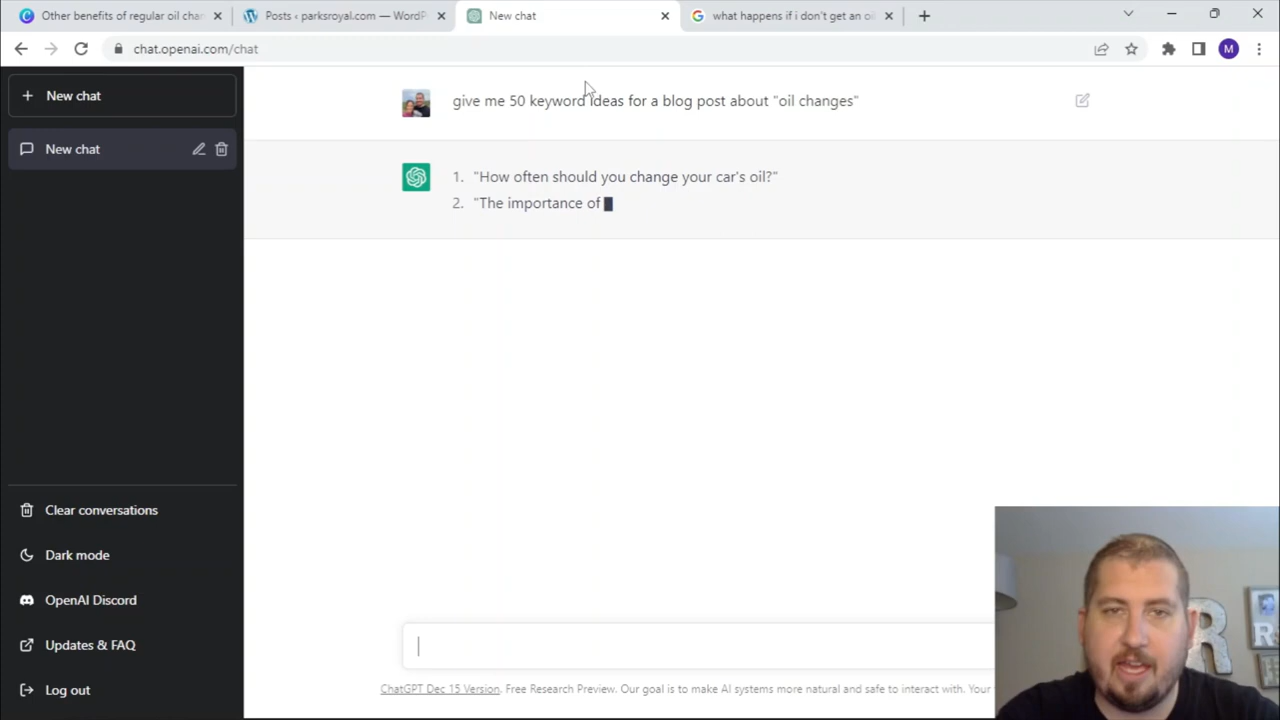 Other benefits of regular oil chan
Posts ‹ parksroyal.com — WordP
New chat
what happens if i don't get an oi
chat.openai.com/chat
M
New chat
New chat
give me 50 keyword ideas for a blog post about "oil changes"
1. "How often should you change your car's oil?"
2. "The importance of
Clear conversations
Dark mode
OpenAI Discord
Updates & FAQ
Log out
ChatGPT Dec 15 Version. Free Research Preview. Our goal is to make AI systems more natural and safe to interact with. Your
R
R